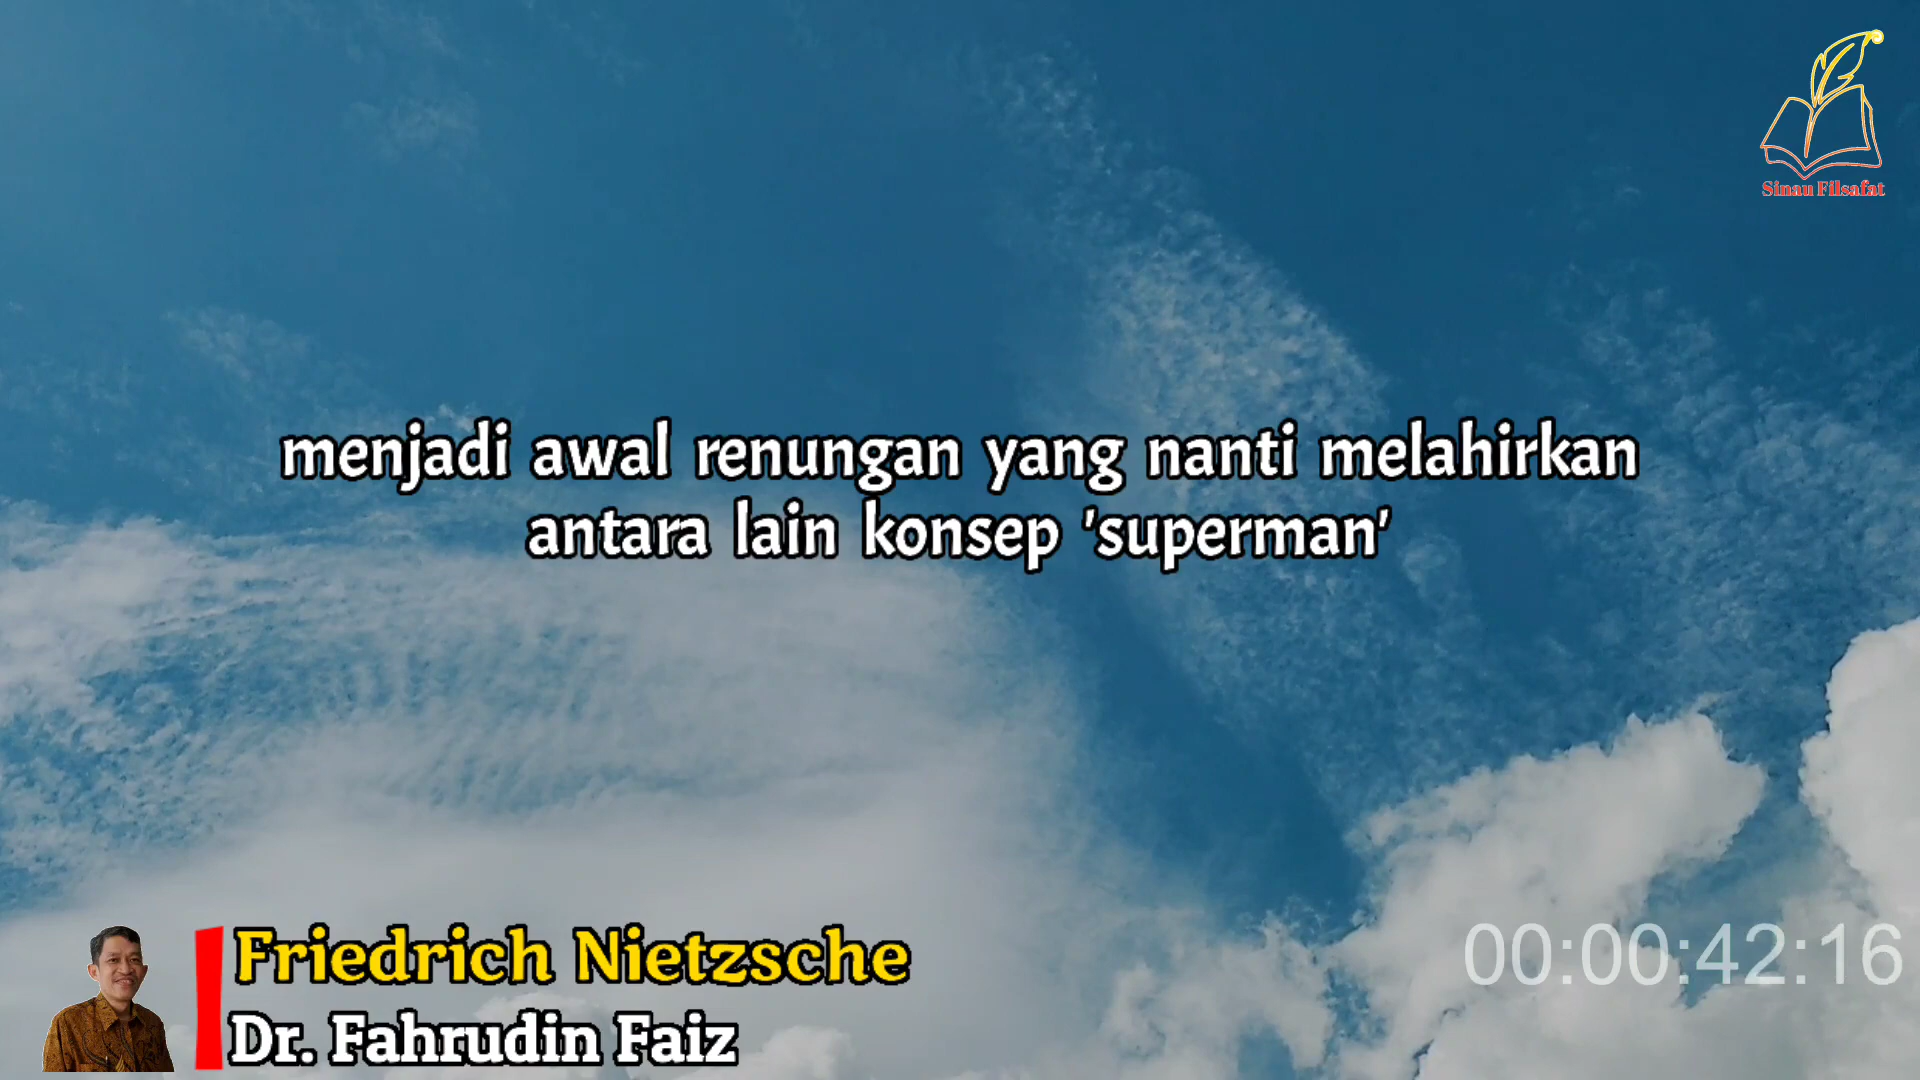 Sinau Filsafat
menjadi awal renungan yang nanti melahirkan
antara lain konsep 'superman'
Friedrich Nietzsche
Dr. Fahrudin Faiz
00:00:42:16